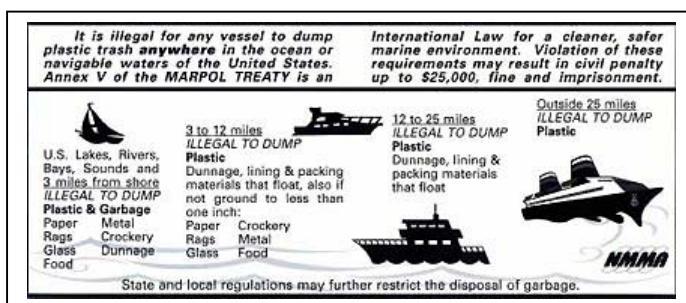 It is illegal for any vessel to dump
plastic trash anywhere in the ocean or
navigable waters of the United States.
Annex V of the MARPOL TREATY is an
International Law for a cleaner, safer
marine environment. Violation of these
requirements may result in civil penalty
up to $25,000, fine and imprisonment.
U.S. Lakes, Rivers,
Bays, Sounds and
3 miles from shore
ILLEGAL TO DUMP
Plastic & Garbage
Paper Metal
Rags Crockery
Glass Dunnage
Food
3 to 12 miles
ILLEGAL TO DUMP
Plastic
Dunnage, lining & packing
materials that float, also if
not ground to less than
one inch:
Paper Crockery
Rags Metal
Glass Food
12 to 25 miles
ILLEGAL TO DUMP
Plastic
Dunnage, lining &
packing materials
that float
Outside 25 miles
ILLEGAL TO DUMP
Plastic
NMMA
State and local regulations may further restrict the disposal of garbage.